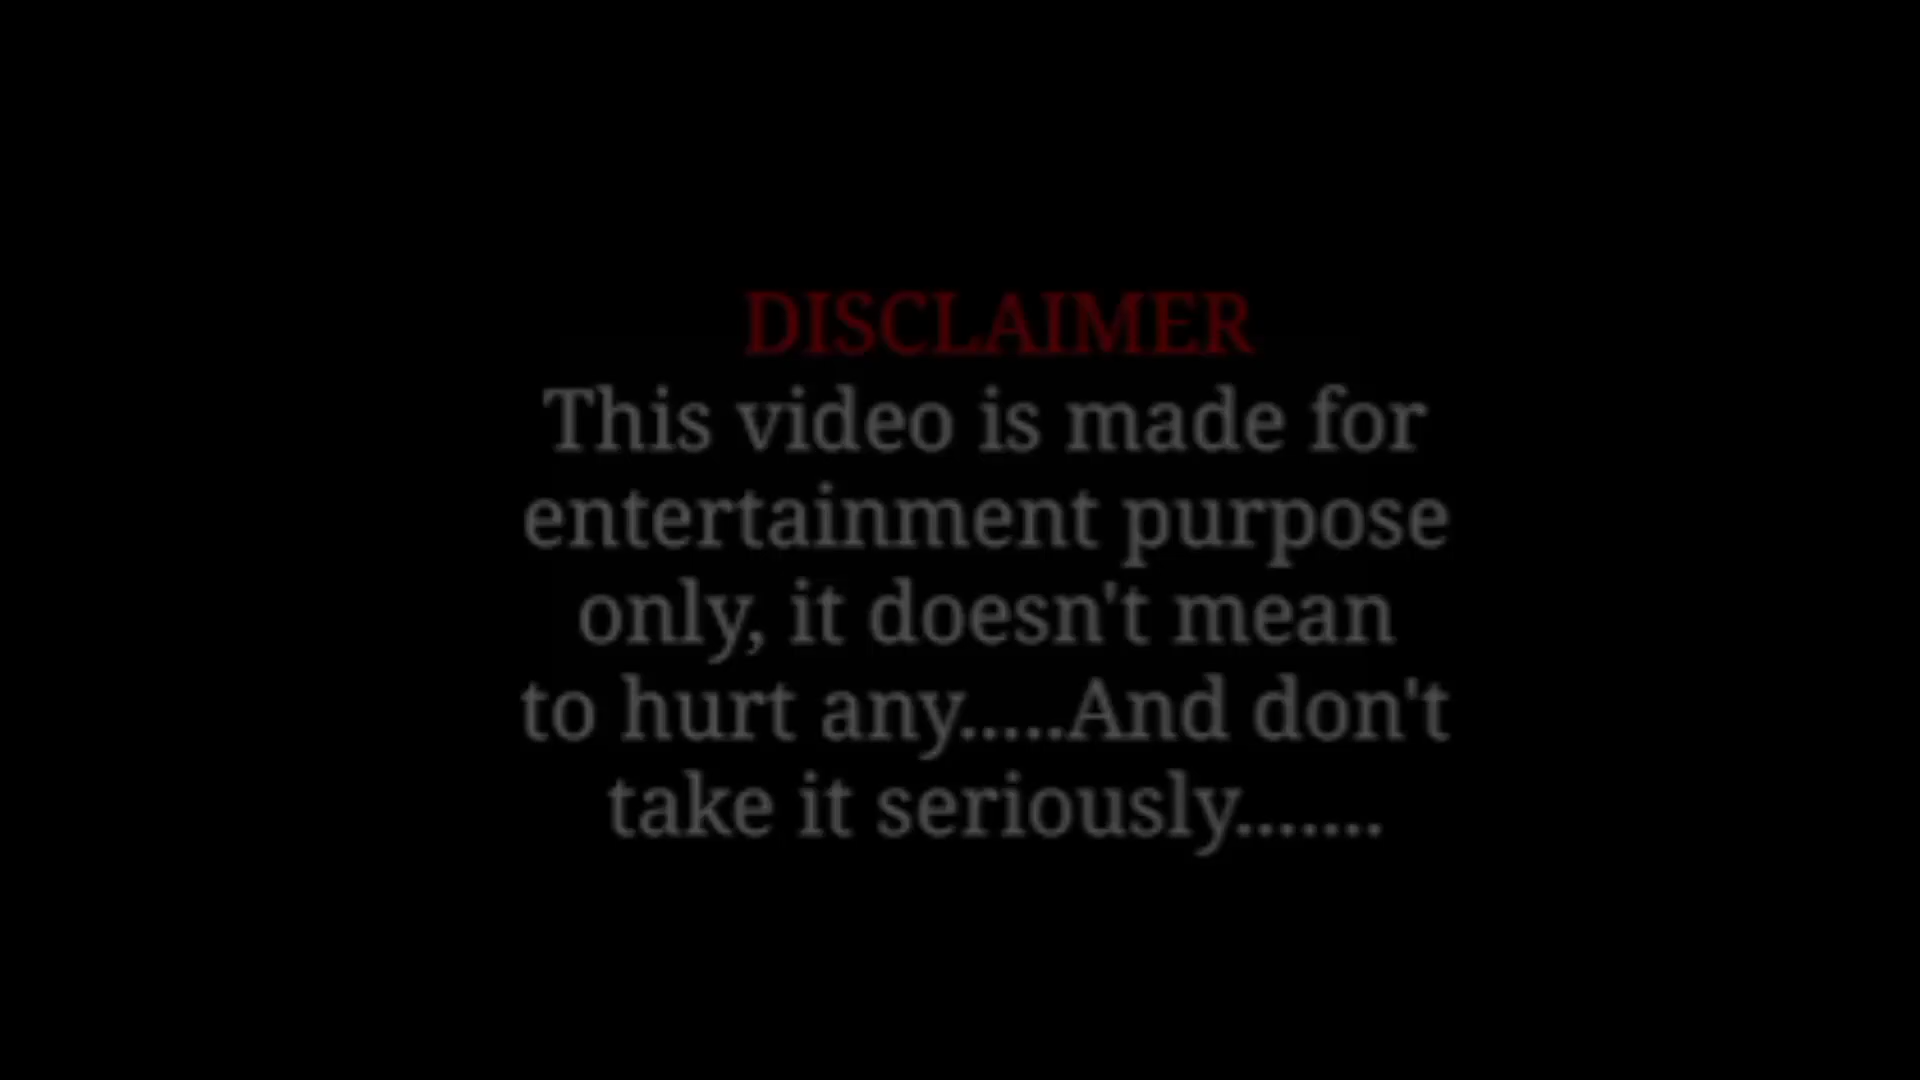 DISCLAIMER
This video is made for
entertainment purpose
only, it doesn't mean
to hurt any.....And don't
take it seriously.......